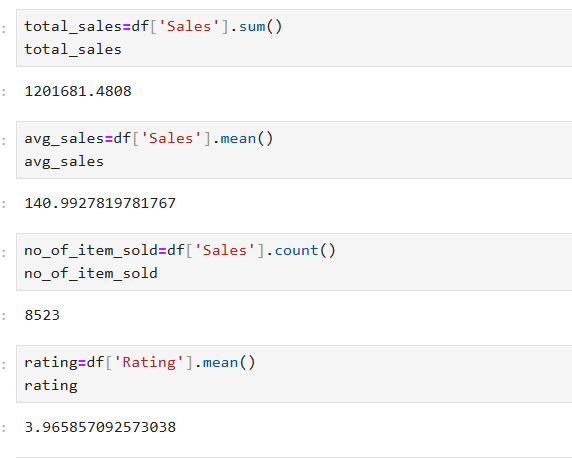 : total_sales=df['Sales'].sum()
total_sales
: 1201681.4808
: avg_sales=df['Sales'].mean()
avg_sales
: 140.9927819781767
: no_of_item_sold=df['Sales'].count()
no_of_item_sold
: 8523
: rating=df['Rating'].mean()
rating
: 3.965857092573038